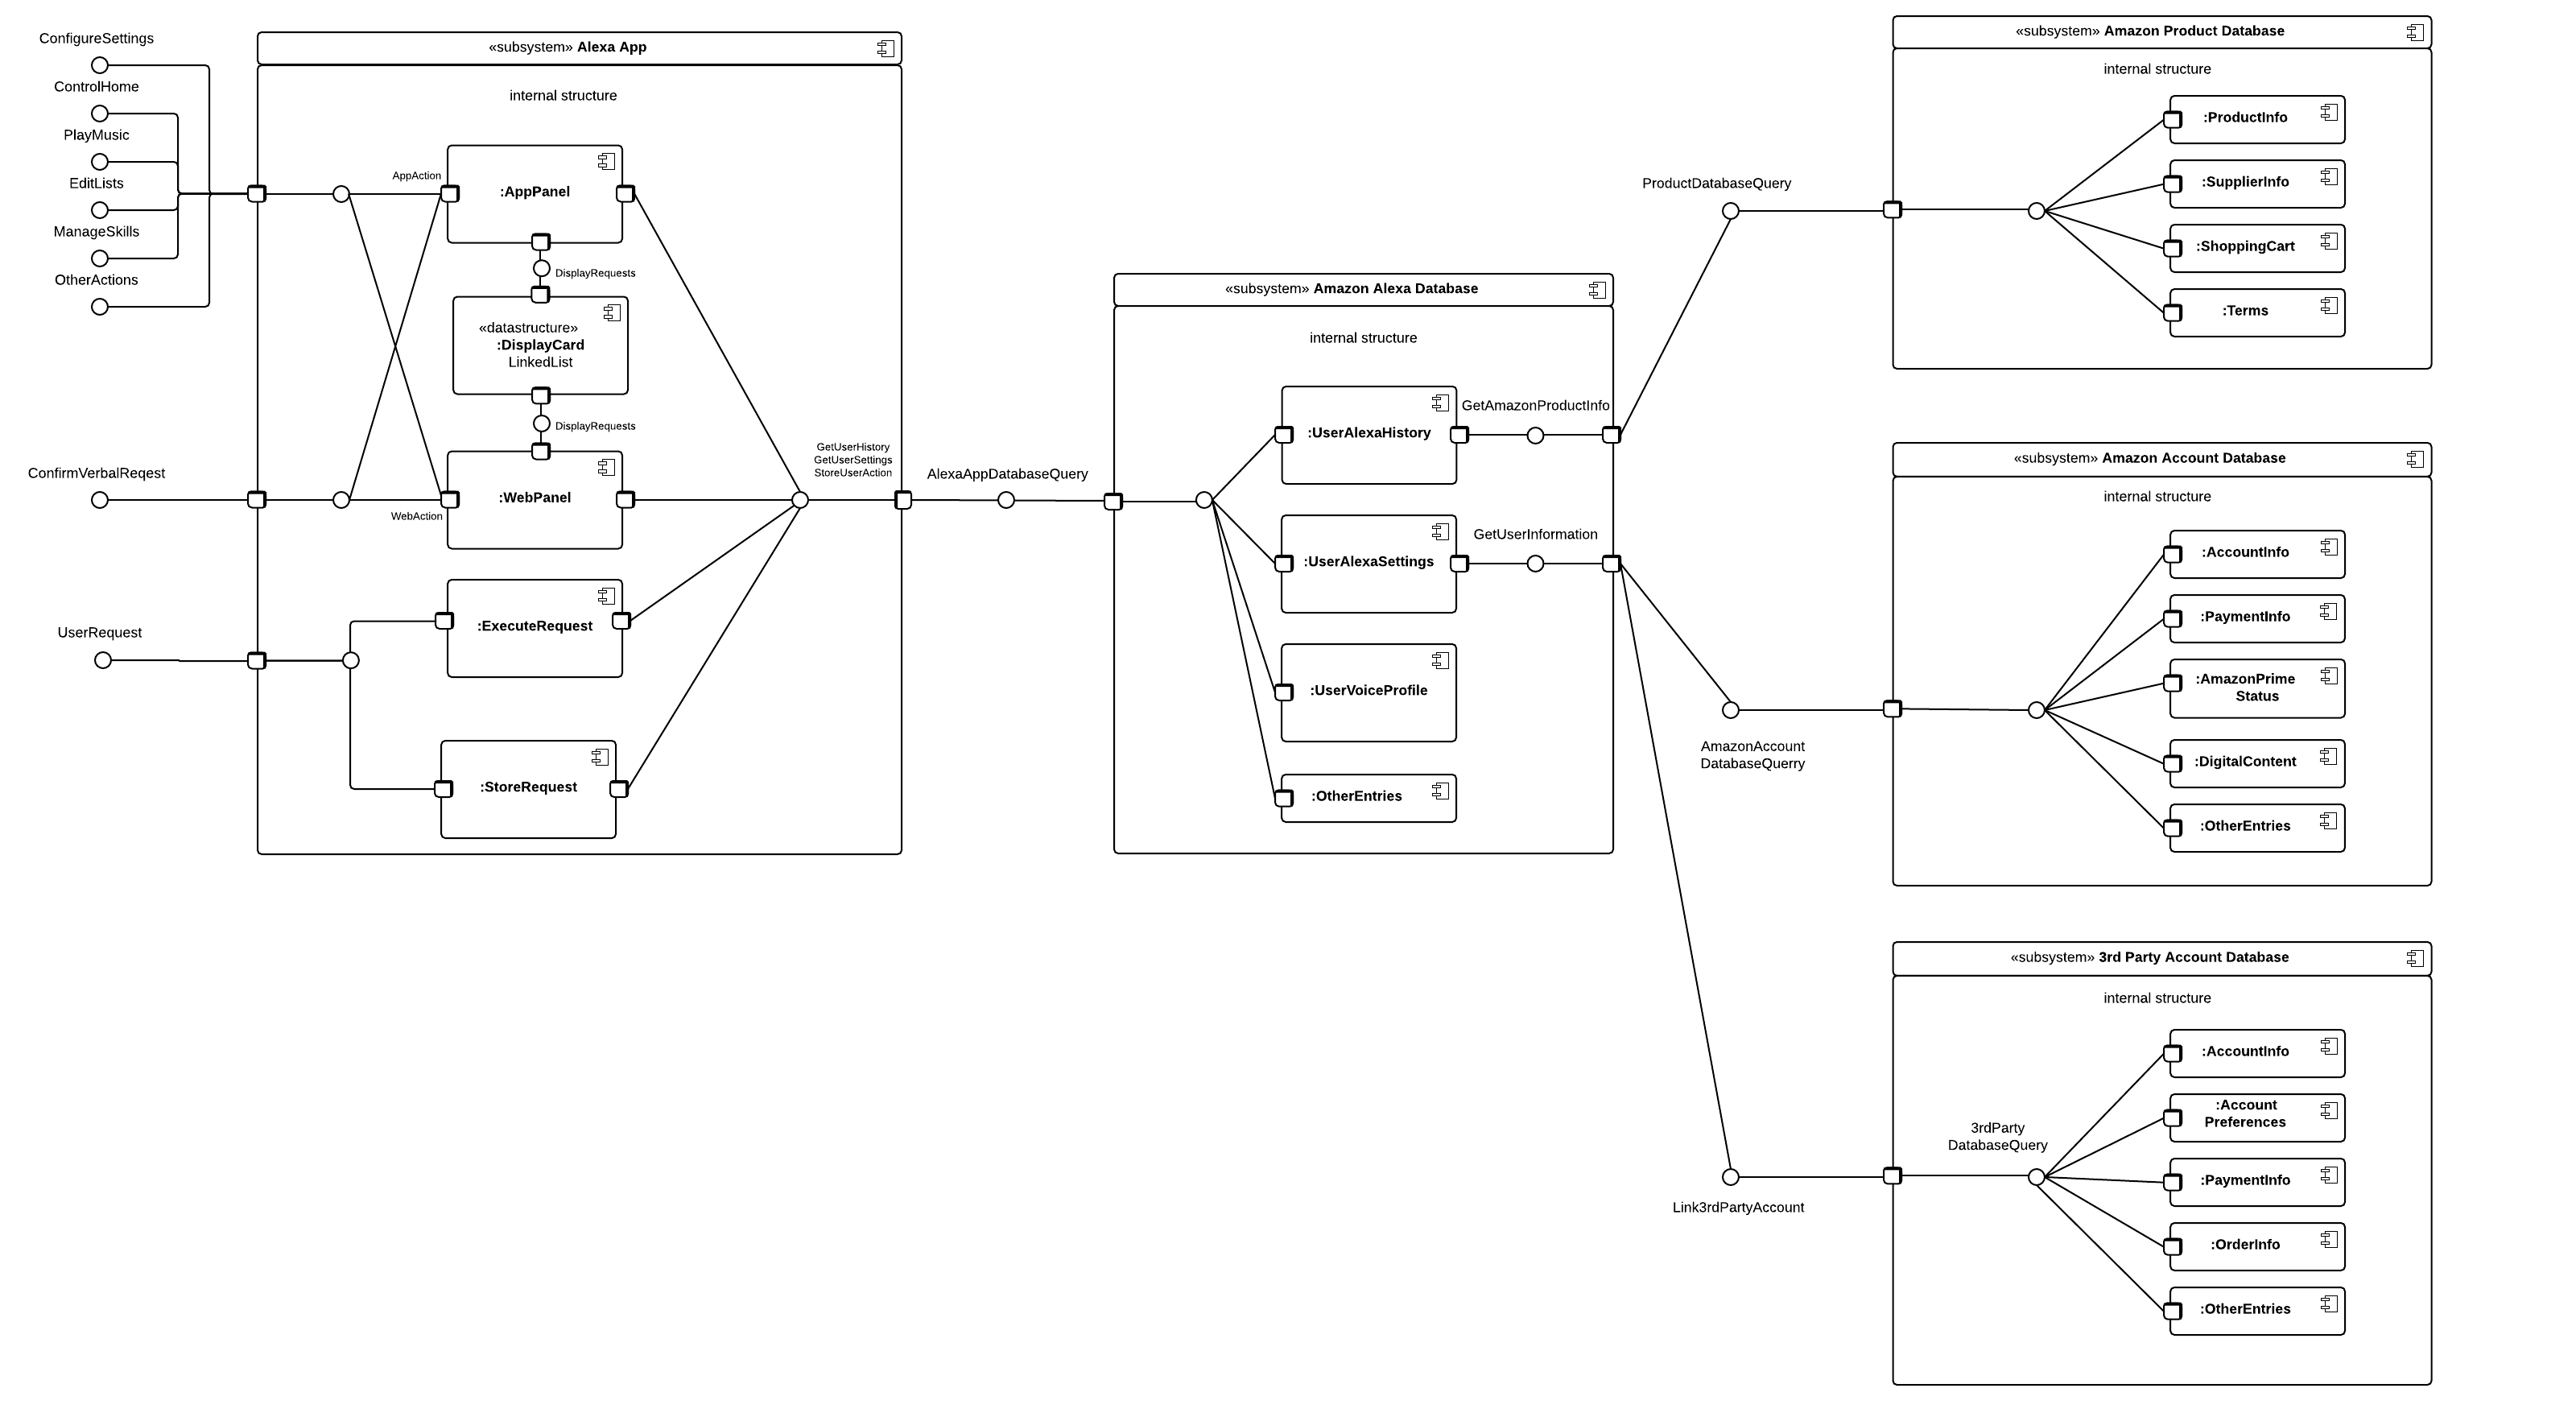 ConfigureSettings
ControlHome
PlayMusic
EditLists
ManageSkills
OtherActions
ConfirmVerbalReqest
UserRequest
«subsystem» Alexa App
internal structure
AppAction
:AppPanel
DisplayRequests
«datastructure»
:DisplayCard
LinkedList
DisplayRequests
:WebPanel
WebAction
:ExecuteRequest
:StoreRequest
GetUserHistory
GetUserSettings
StoreUserAction
AlexaAppDatabaseQuery
«subsystem» Amazon Alexa Database
internal structure
:UserAlexaHistory
GetAmazonProductInfo
:UserAlexaSettings
GetUserInformation
:UserVoiceProfile
:OtherEntries
ProductDatabaseQuery
AmazonAccount
DatabaseQuerry
Link3rdPartyAccount
«subsystem» Amazon Product Database
internal structure
:ProductInfo
:SupplierInfo
:ShoppingCart
:Terms
«subsystem» Amazon Account Database
internal structure
:AccountInfo
:PaymentInfo
:AmazonPrime
Status
:DigitalContent
:OtherEntries
«subsystem» 3rd Party Account Database
internal structure
3rdParty
DatabaseQuery
:AccountInfo
:Account
Preferences
:PaymentInfo
:OrderInfo
:OtherEntries